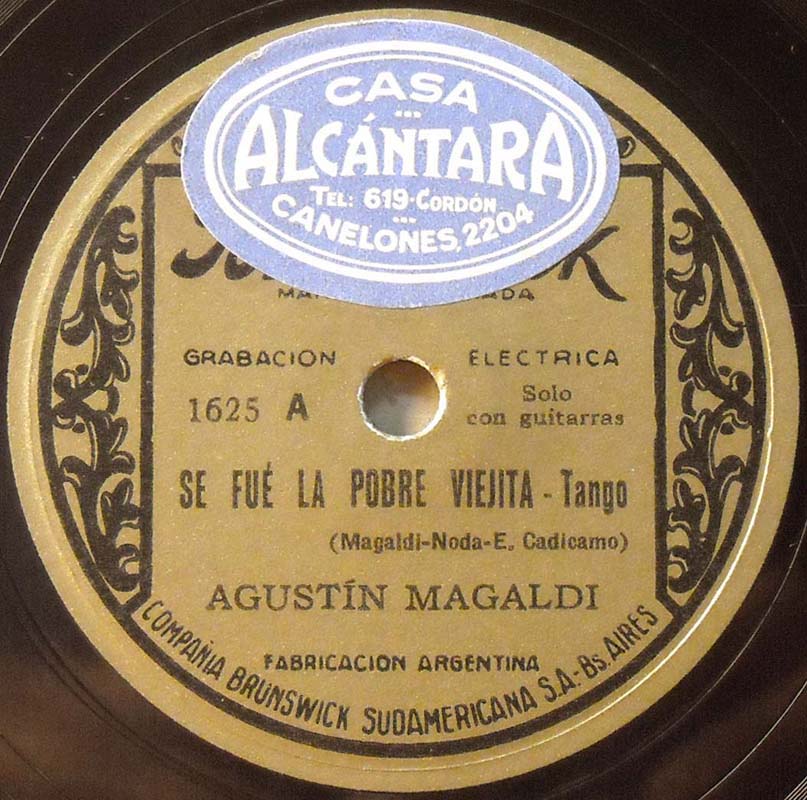 CASA
ALCÁNTARA
TEL: 619-CORDÓN
CANELONES, 2204
GRABACION ELECTRICA
1625 A Solo
con guitarras
SE FUÉ LA POBRE VIEJITA - Tango
(Magaldi-Noda-E. Cadicamo)
AGUSTÍN MAGALDI
FABRICACION ARGENTINA
COMPAÑIA BRUNSWICK SUDAMERICANA S.A.-Bs. AIRES